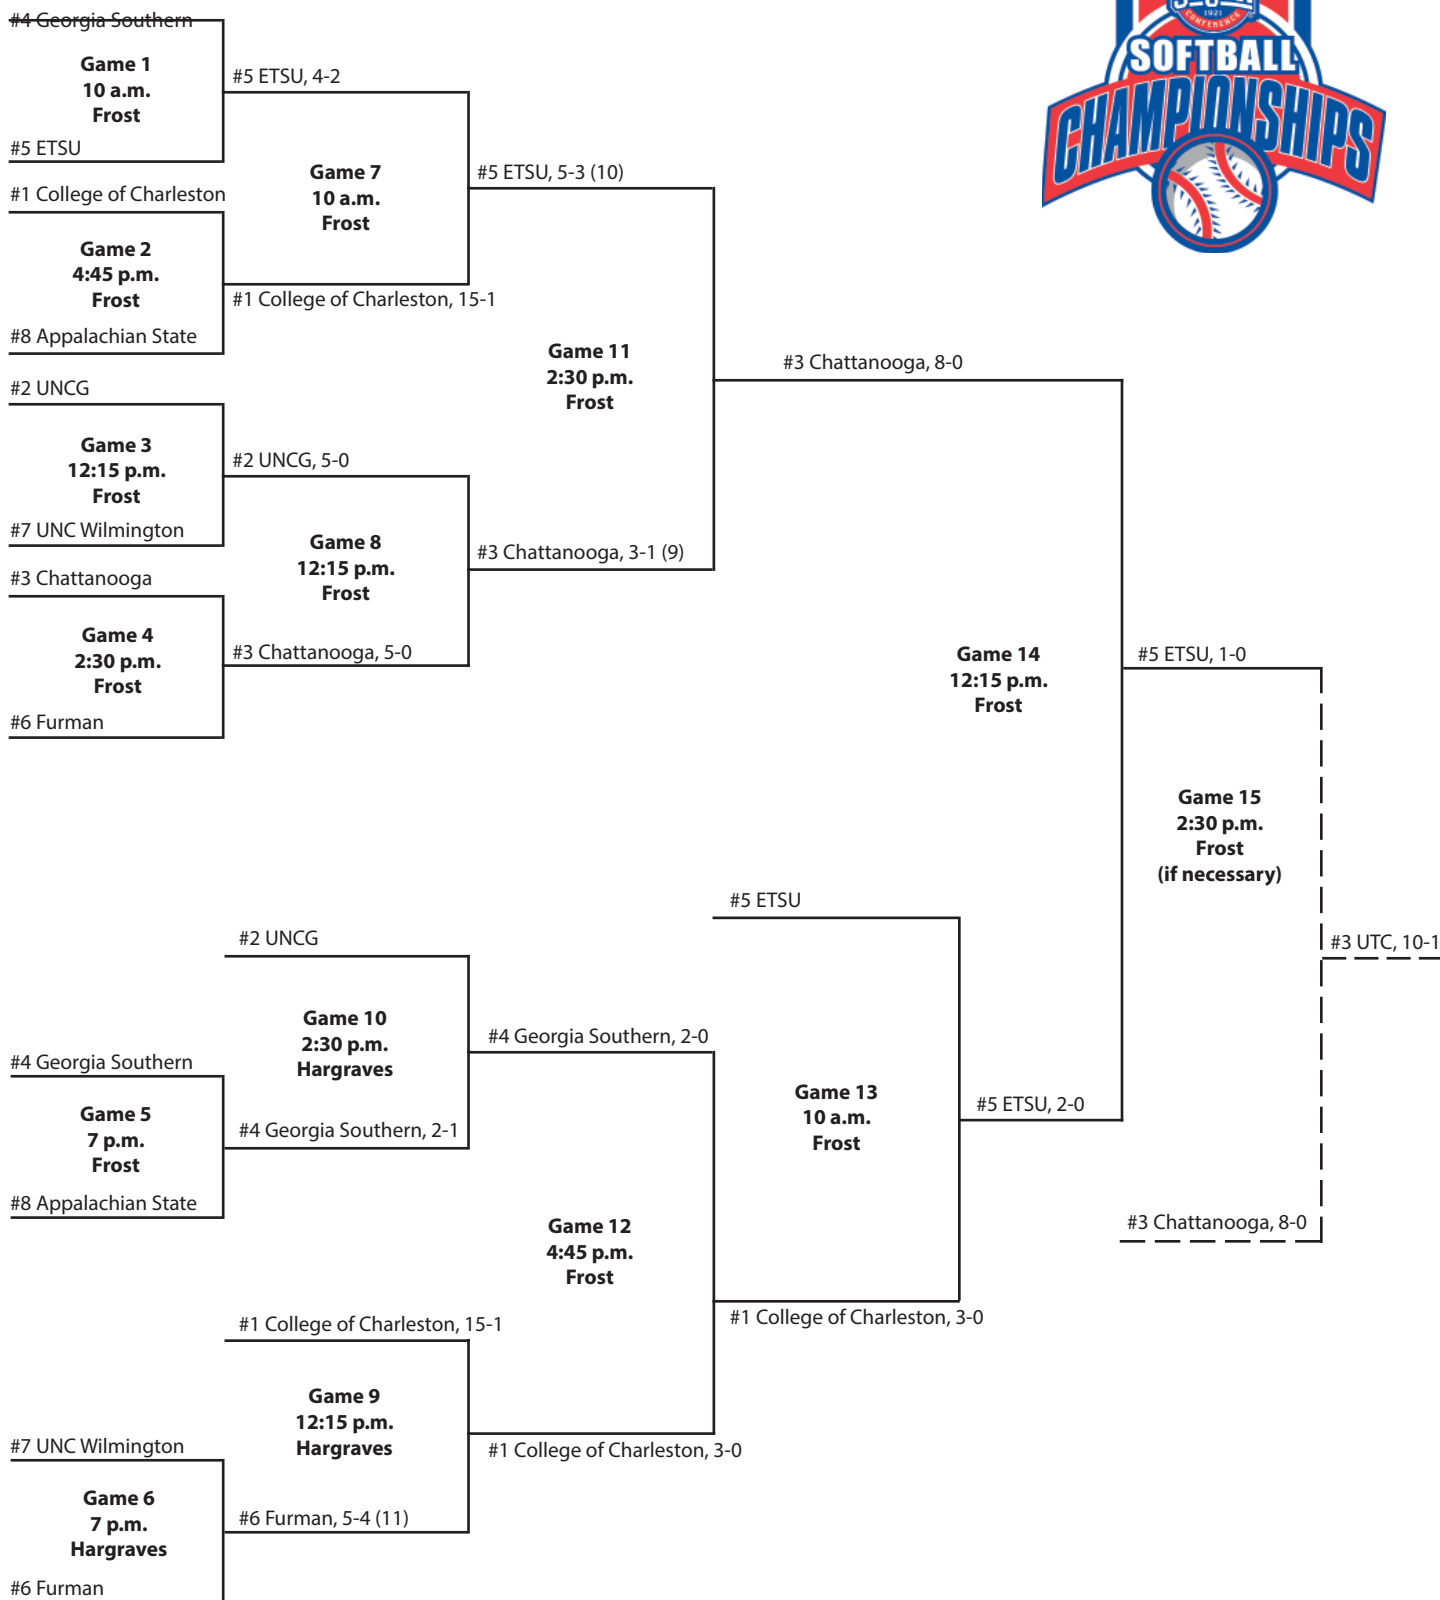 #4 Georgia Southern
Game 1
10 a.m.
Frost
#5 ETSU
#5 ETSU, 4-2
#1 College of Charleston
Game 2
4:45 p.m.
Frost
#8 Appalachian State
#1 College of Charleston, 15-1
Game 7
10 a.m.
Frost
#5 ETSU, 5-3 (10)
#2 UNCG
Game 3
12:15 p.m.
Frost
#7 UNC Wilmington
#2 UNCG, 5-0
#3 Chattanooga
Game 4
2:30 p.m.
Frost
#6 Furman
#3 Chattanooga, 5-0
Game 8
12:15 p.m.
Frost
#3 Chattanooga, 3-1 (9)
Game 11
2:30 p.m.
Frost
#3 Chattanooga, 8-0
1921
CONFERENCE
SOFTBALL
CHAMPIONSHIPS
Game 14
12:15 p.m.
Frost
#5 ETSU, 1-0
Game 15
2:30 p.m.
Frost
(if necessary)
#3 UTC, 10-1
#3 Chattanooga, 8-0
#5 ETSU
#2 UNCG
Game 10
2:30 p.m.
Hargraves
#4 Georgia Southern, 2-0
#4 Georgia Southern
Game 5
7 p.m.
Frost
#8 Appalachian State
#4 Georgia Southern, 2-1
Game 13
10 a.m.
Frost
#5 ETSU, 2-0
Game 12
4:45 p.m.
Frost
#1 College of Charleston, 3-0
#1 College of Charleston, 15-1
Game 9
12:15 p.m.
Hargraves
#1 College of Charleston, 3-0
#7 UNC Wilmington
Game 6
7 p.m.
Hargraves
#6 Furman
#6 Furman, 5-4 (11)